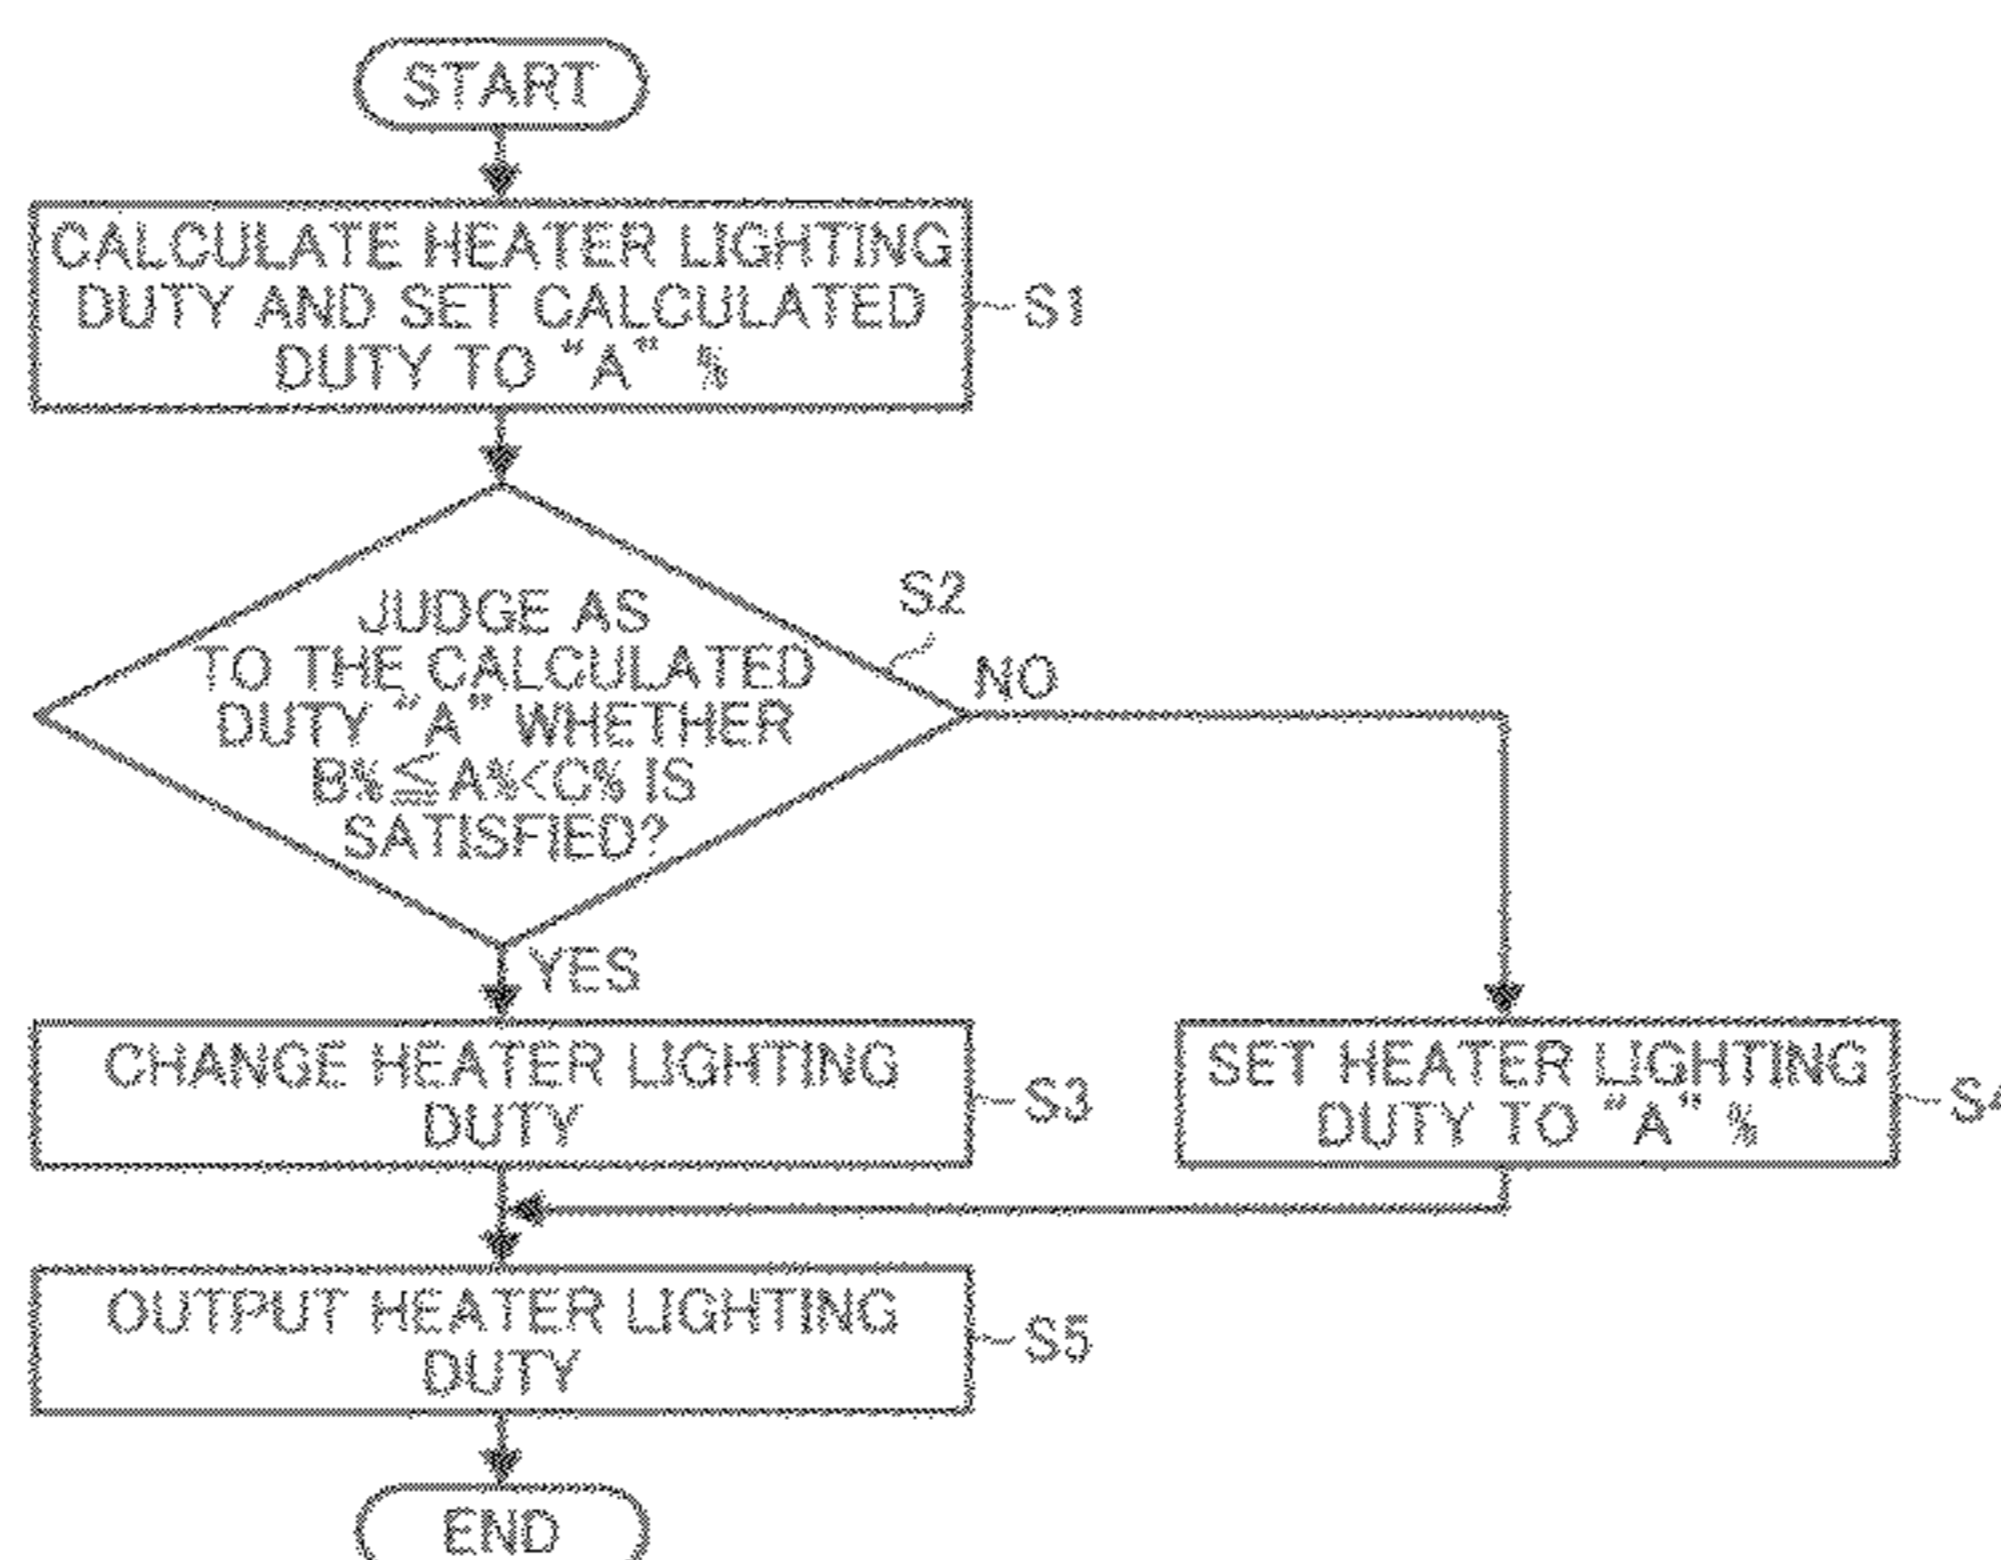 START
CALCULATE HEATER LIGHTING
DUTY AND SET CALCULATED
DUTY TO "A" %
S1
JUDGE AS
TO THE CALCULATED
DUTY "A" WHETHER
B%≦A%<C% IS
SATISFIED?
S2
NO
YES
CHANGE HEATER LIGHTING
DUTY
S3
SET HEATER LIGHTING
DUTY TO "A" %
S4
OUTPUT HEATER LIGHTING
DUTY
S5
END